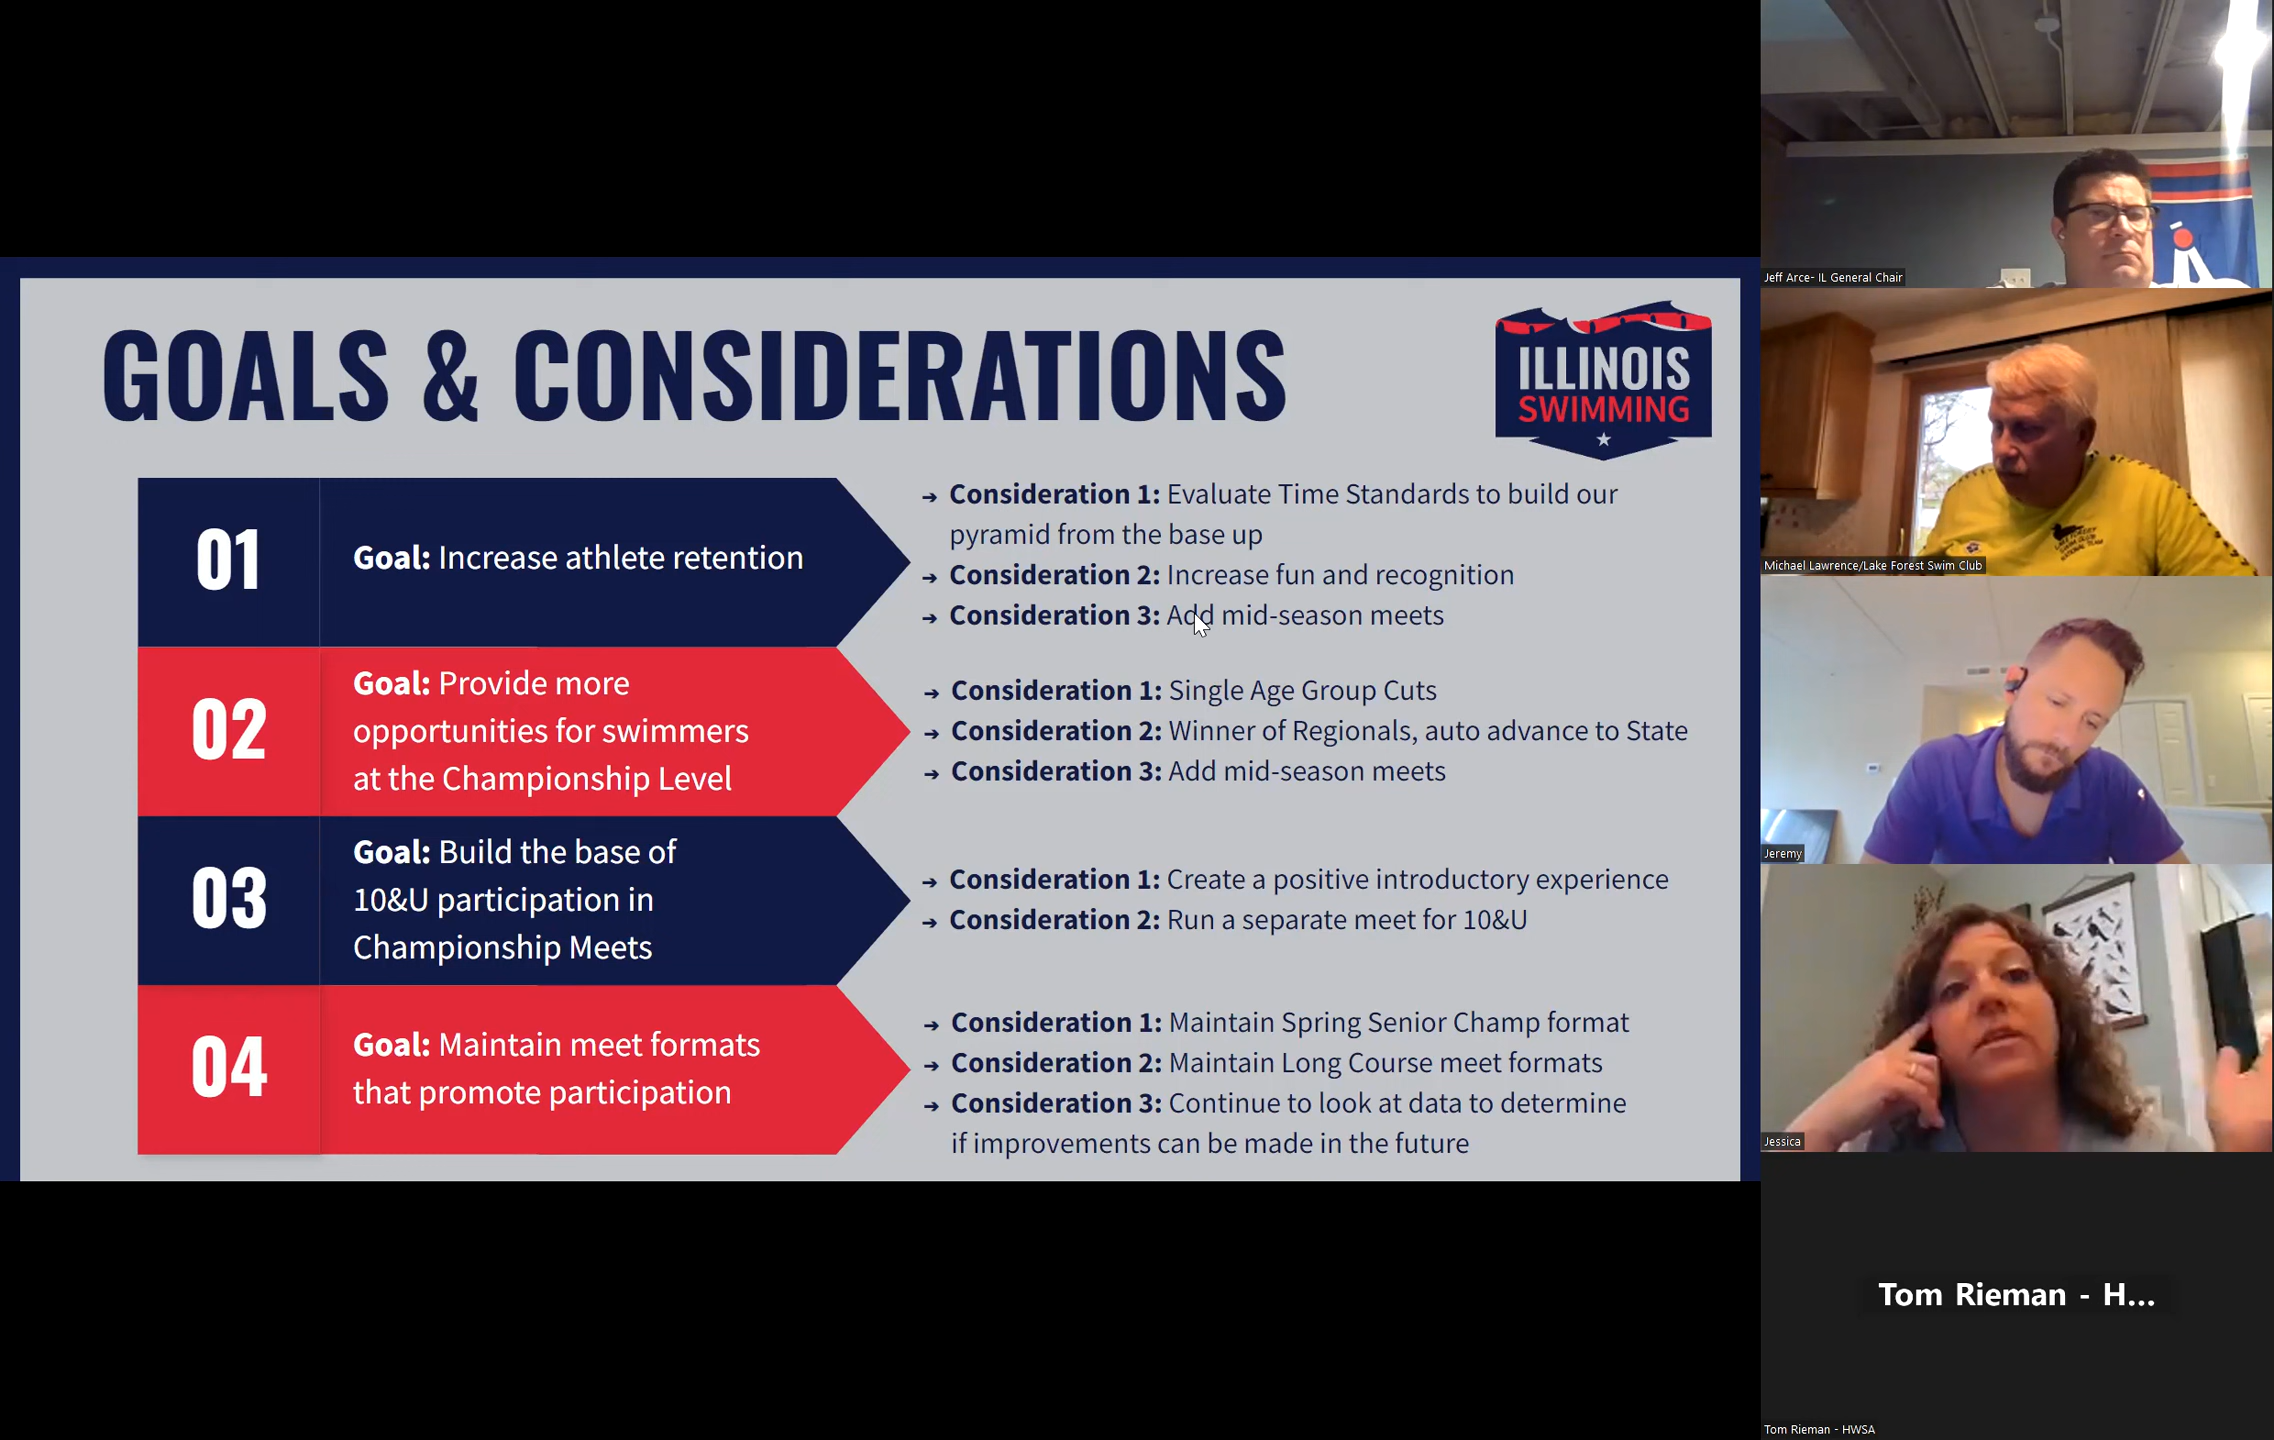 GOALS & CONSIDERATIONS
ILLINOIS
SWIMMING
01
Goal: Increase athlete retention
➔ Consideration 1: Evaluate Time Standards to build our
pyramid from the base up
➔ Consideration 2: Increase fun and recognition
➔ Consideration 3: Add mid-season meets
02
Goal: Provide more
opportunities for swimmers
at the Championship Level
➔ Consideration 1: Single Age Group Cuts
➔ Consideration 2: Winner of Regionals, auto advance to State
➔ Consideration 3: Add mid-season meets
03
Goal: Build the base of
10&U participation in
Championship Meets
➔ Consideration 1: Create a positive introductory experience
➔ Consideration 2: Run a separate meet for 10&U
04
Goal: Maintain meet formats
that promote participation
➔ Consideration 1: Maintain Spring Senior Champ format
➔ Consideration 2: Maintain Long Course meet formats
➔ Consideration 3: Continue to look at data to determine
if improvements can be made in the future
Jeff Arce- IL General Chair
Michael Lawrence/Lake Forest Swim Club
Jeremy
Jessica
Tom Rieman - H...
Tom Rieman - HWSA